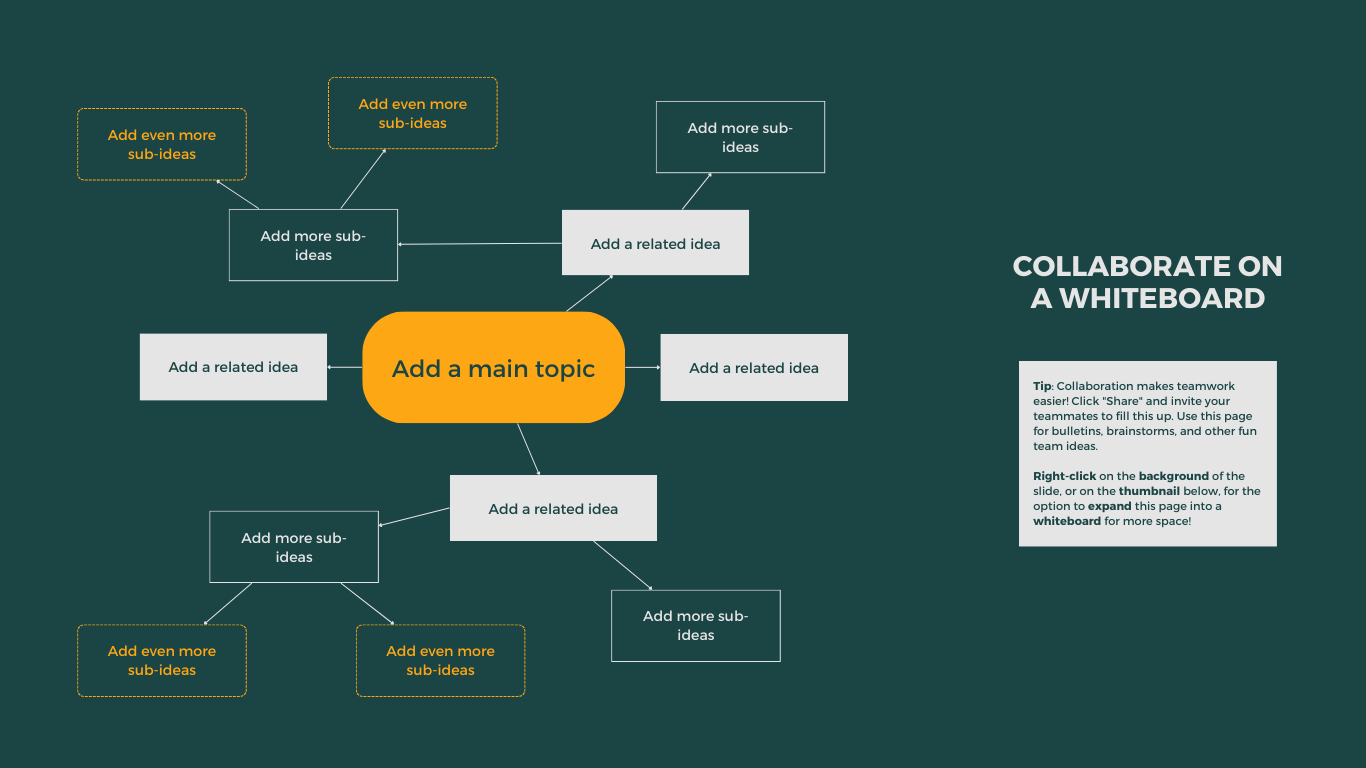 Add even more
sub-ideas
Add even more
sub-ideas
Add more sub-
ideas
Add more sub-
ideas
Add a related idea
Add a related idea
Add a main topic
Add a related idea
Add a related idea
Add more sub-
ideas
Add more sub-
ideas
Add even more
sub-ideas
Add even more
sub-ideas
COLLABORATE ON
A WHITEBOARD
Tip: Collaboration makes teamwork
easier! Click "Share" and invite your
teammates to fill this up. Use this page
for bulletins, brainstorms, and other fun
team ideas.
Right-click on the background of the
slide, or on the thumbnail below, for the
option to expand this page into a
whiteboard for more space!